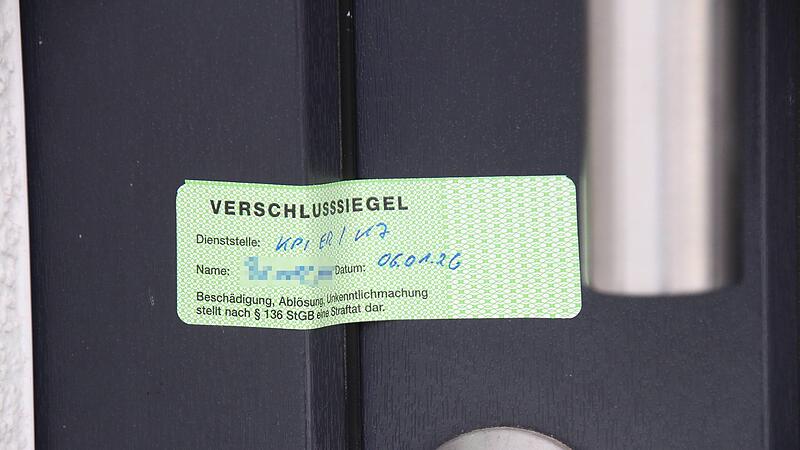 VERSCHLUSSSIEGEL
Dienststelle: KPI ER / K7
Name: Datum: 06.01.26
Beschädigung, Ablösung, Unkenntlichmachung
stellt nach § 136 StGB eine Straftat dar.